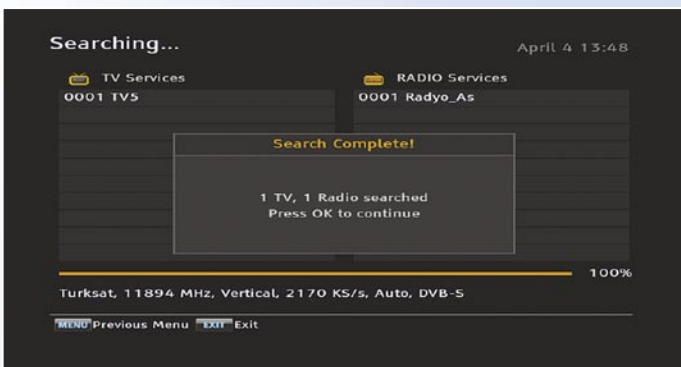 Searching...
April 4 13:48
TV Services
RADIO Services
0001 TV5
0001 Radyo_As
Search Complete!
1 TV, 1 Radio searched
Press OK to continue
100%
Turksat, 11894 MHz, Vertical, 2170 KS/s, Auto, DVB-S
MENU Previous Menu EXIT Exit